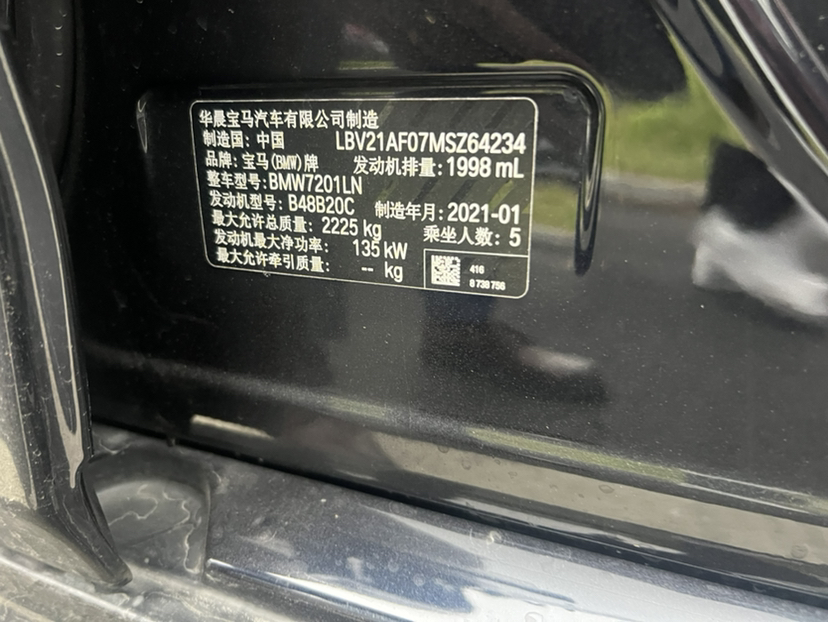 华晨宝马汽车有限公司制造
制造国: 中国 LBV21AF07MSZ64234
品牌: 宝马(BMW)牌 发动机排量: 1998 mL
整车型号: BMW7201LN
发动机型号: B48B20C 制造年月: 2021-01
最大允许总质量: 2225 kg 乘坐人数: 5
发动机最大净功率: 135 kW
最大允许牵引质量: -- kg
416
8 738 756